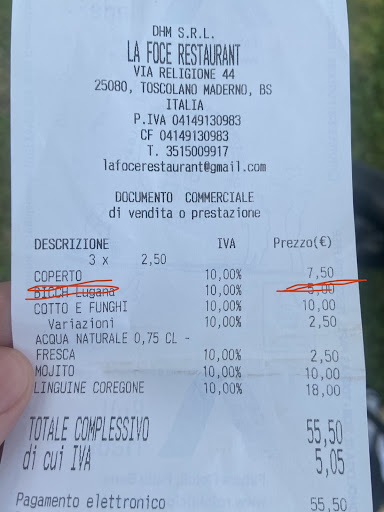 DHM S.R.L.
LA FOCE RESTAURANT
VIA RELIGIONE 44
25080, TOSCOLANO MADERNO, BS
ITALIA
P.IVA 04149130983
CF 04149130983
T. 3515009917
lafocerestaurant@gmail.com
DOCUMENTO COMMERCIALE
di vendita o prestazione
DESCRIZIONE IVA Prezzo(€)
3 x 2,50
COPERTO 10,00% 7,50
BICCH Lugana 10,00% 5,00
COTTO E FUNGHI 10,00% 10,00
Variazioni 10,00% 2,50
ACQUA NATURALE 0,75 CL -
FRESCA 10,00% 2,50
MOJITO 10,00% 10,00
LINGUINE COREGONE 10,00% 18,00
TOTALE COMPLESSIVO 55,50
di cui IVA 5,05
Pagamento elettronico 55,50